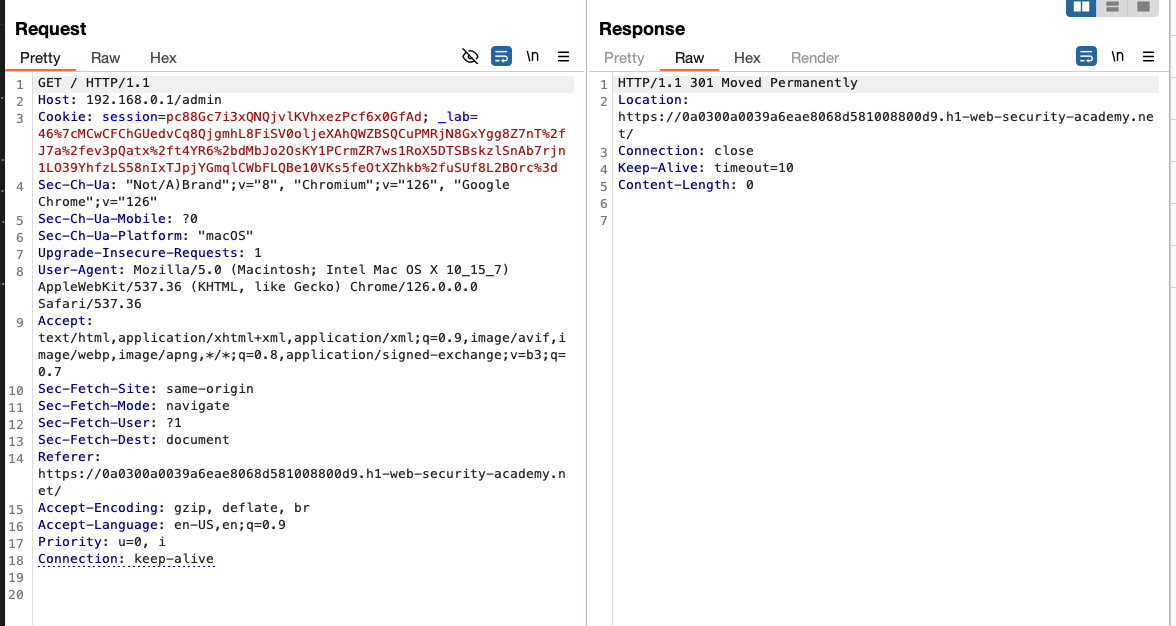 Request
Pretty Raw Hex \n
1 GET / HTTP/1.1
2 Host: 192.168.0.1/admin
3 Cookie: session=pc88Gc7i3xQNQjvlKVhxezPcf6x0GfAd; _lab=
46%7cMCwCFChGUedvCq8QjgmhL8FiSV0oljeXAhQWZBSQCuPMRjN8GxYgg8Z7nT%2f
J7a%2fev3pQatx%2ft4YR6%2bdMbJo2OsKY1PCrmZR7ws1RoX5DTSBskzlSnAb7rjn
1LO39YhfzLS58nIxTJpjYGmqlCWbFLQBe10VKs5feOtXZhkb%2fuSUf8L2BOrc%3d
4 Sec-Ch-Ua: "Not/A)Brand";v="8", "Chromium";v="126", "Google
Chrome";v="126"
5 Sec-Ch-Ua-Mobile: ?0
6 Sec-Ch-Ua-Platform: "macOS"
7 Upgrade-Insecure-Requests: 1
8 User-Agent: Mozilla/5.0 (Macintosh; Intel Mac OS X 10_15_7)
AppleWebKit/537.36 (KHTML, like Gecko) Chrome/126.0.0.0
Safari/537.36
9 Accept:
text/html,application/xhtml+xml,application/xml;q=0.9,image/avif,i
mage/webp,image/apng,*/*;q=0.8,application/signed-exchange;v=b3;q=
0.7
10 Sec-Fetch-Site: same-origin
11 Sec-Fetch-Mode: navigate
12 Sec-Fetch-User: ?1
13 Sec-Fetch-Dest: document
14 Referer:
https://0a0300a0039a6eae8068d581008800d9.h1-web-security-academy.n
et/
15 Accept-Encoding: gzip, deflate, br
16 Accept-Language: en-US,en;q=0.9
17 Priority: u=0, i
18 Connection: keep-alive
19
20
Response
Pretty Raw Hex Render \n
1 HTTP/1.1 301 Moved Permanently
2 Location:
https://0a0300a0039a6eae8068d581008800d9.h1-web-security-academy.ne
t/
3 Connection: close
4 Keep-Alive: timeout=10
5 Content-Length: 0
6
7